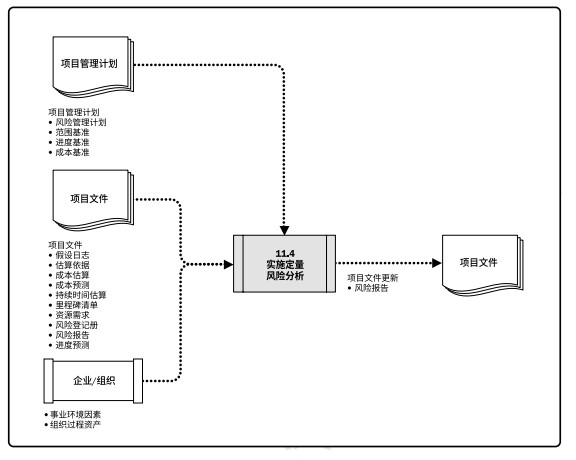 项目管理计划
项目管理计划
• 风险管理计划
• 范围基准
• 进度基准
• 成本基准
项目文件
项目文件
• 假设日志
• 估算依据
• 成本估算
• 成本预测
• 持续时间估算
• 里程碑清单
• 资源需求
• 风险登记册
• 风险报告
• 进度预测
企业/组织
• 事业环境因素
• 组织过程资产
11.4
实施定量
风险分析
项目文件更新
• 风险报告
项目文件